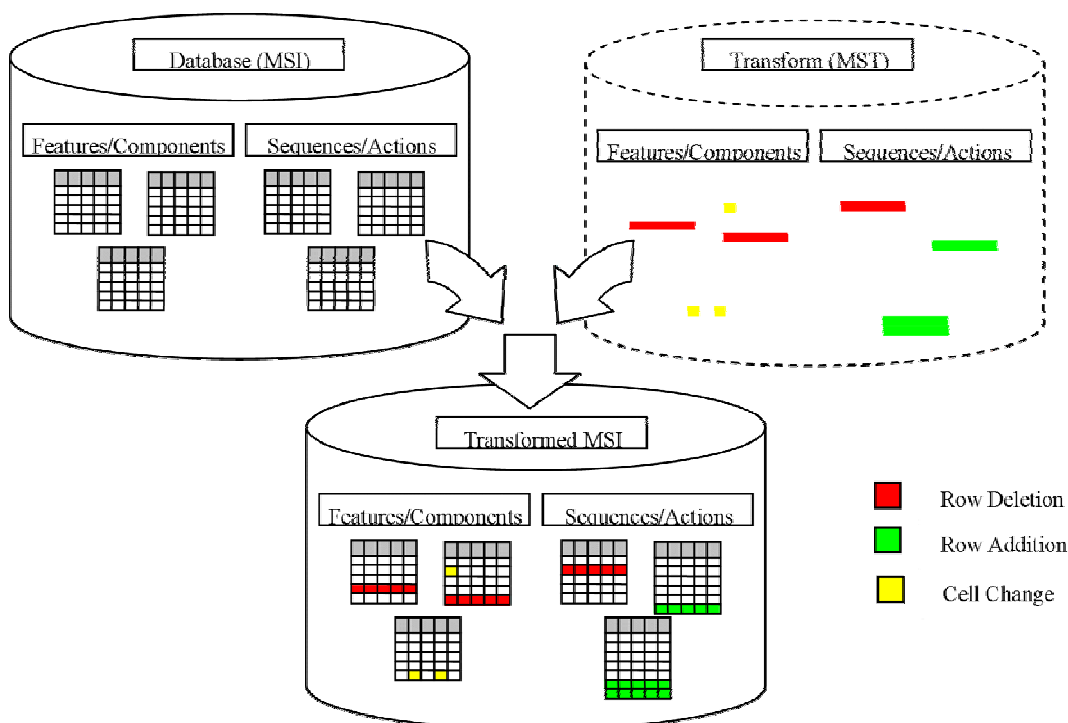 Database (MSI)
Transform (MST)
Features/Components
Sequences/Actions
Features/Components
Sequences/Actions
Transformed MSI
Features/Components
Sequences/Actions
Row Deletion
Row Addition
Cell Change